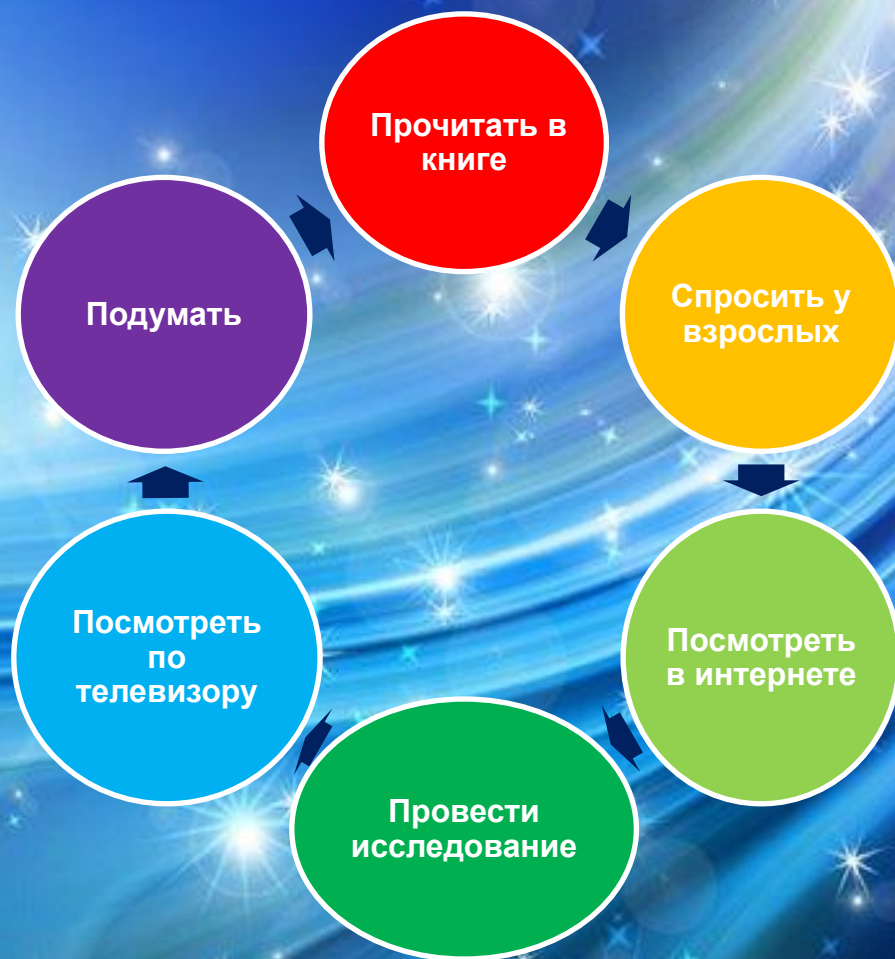 Прочитать в
книге
Спросить у
взрослых
Посмотреть
в интернете
Провести
исследование
Посмотреть
по
телевизору
Подумать